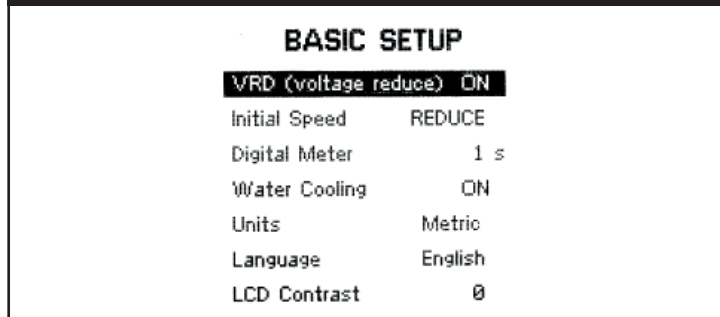 BASIC SETUP
VRD (voltage reduce) ON
Initial Speed REDUCE
Digital Meter 1 s
Water Cooling ON
Units Metric
Language English
LCD Contrast 0